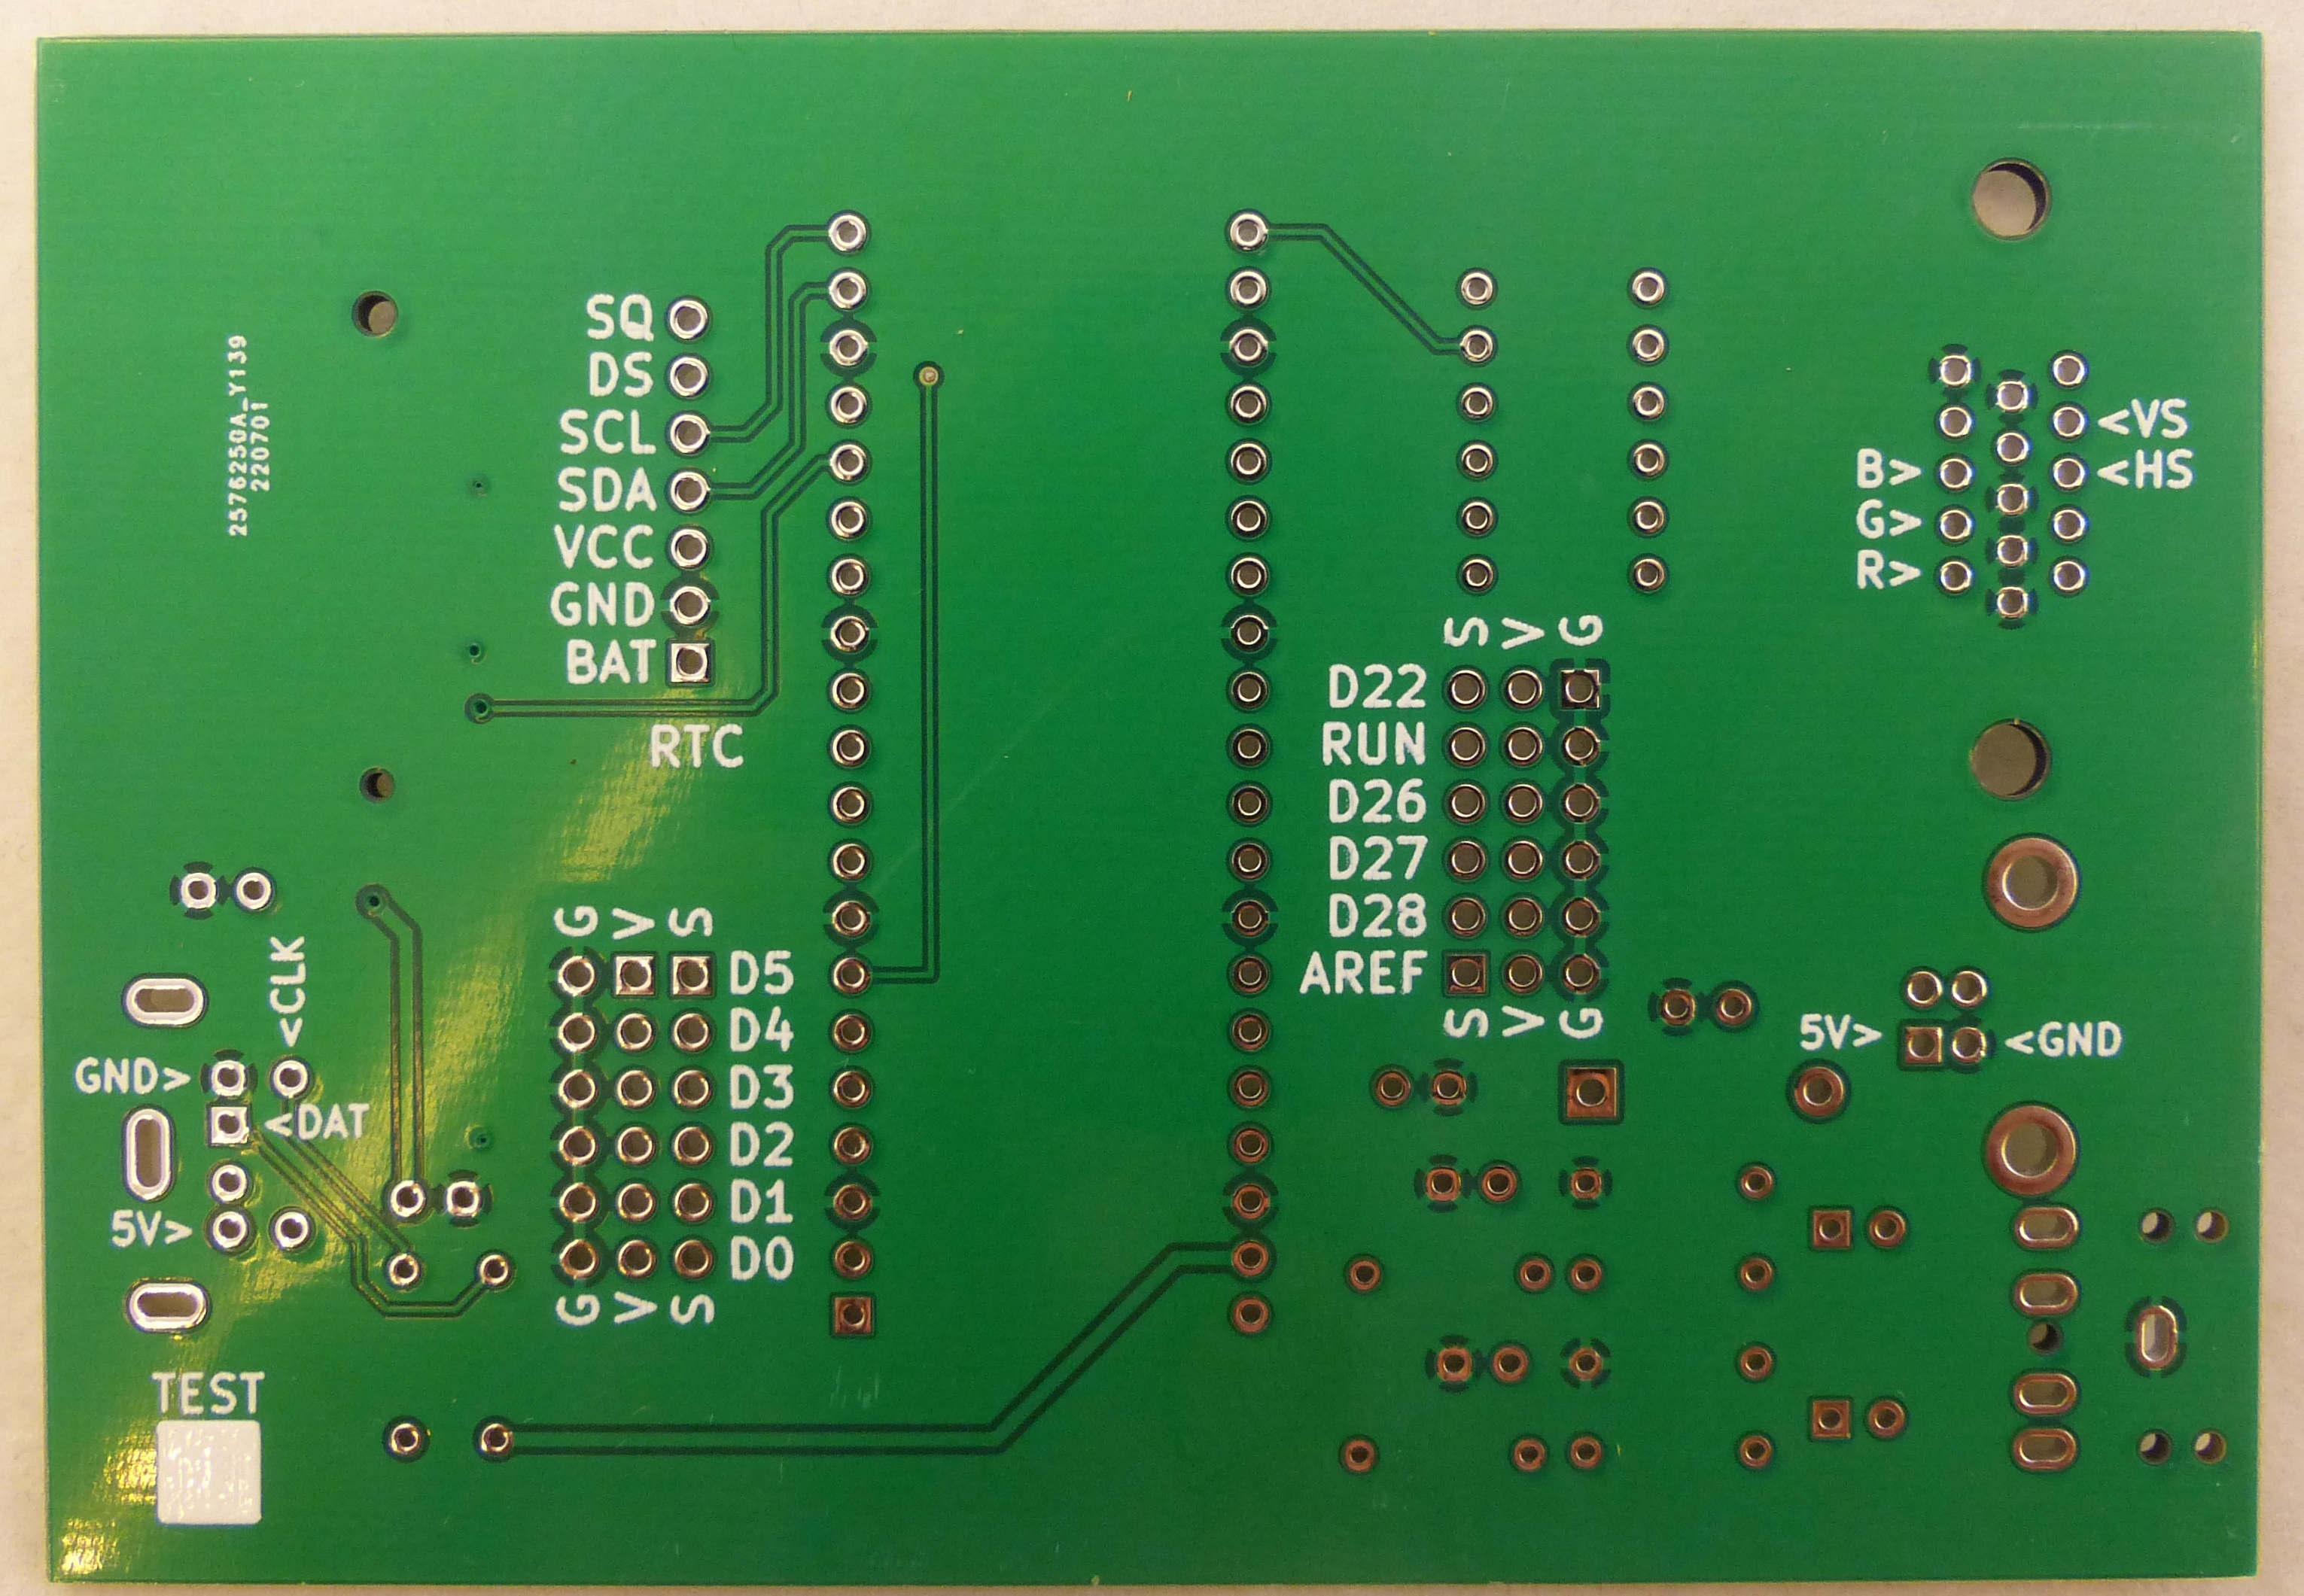 2576250A_Y139
220701
SQ
DS
SCL
SDA
VCC
GND
BAT
RTC
<VS
B> <HS
G>
R>
S V G
D22
RUN
D26
D27
D28
AREF
S V G
G V S
D5
D4
D3
D2
D1
D0
G V S
<CLK
GND>
<DAT
5V>
5V> <GND
TEST